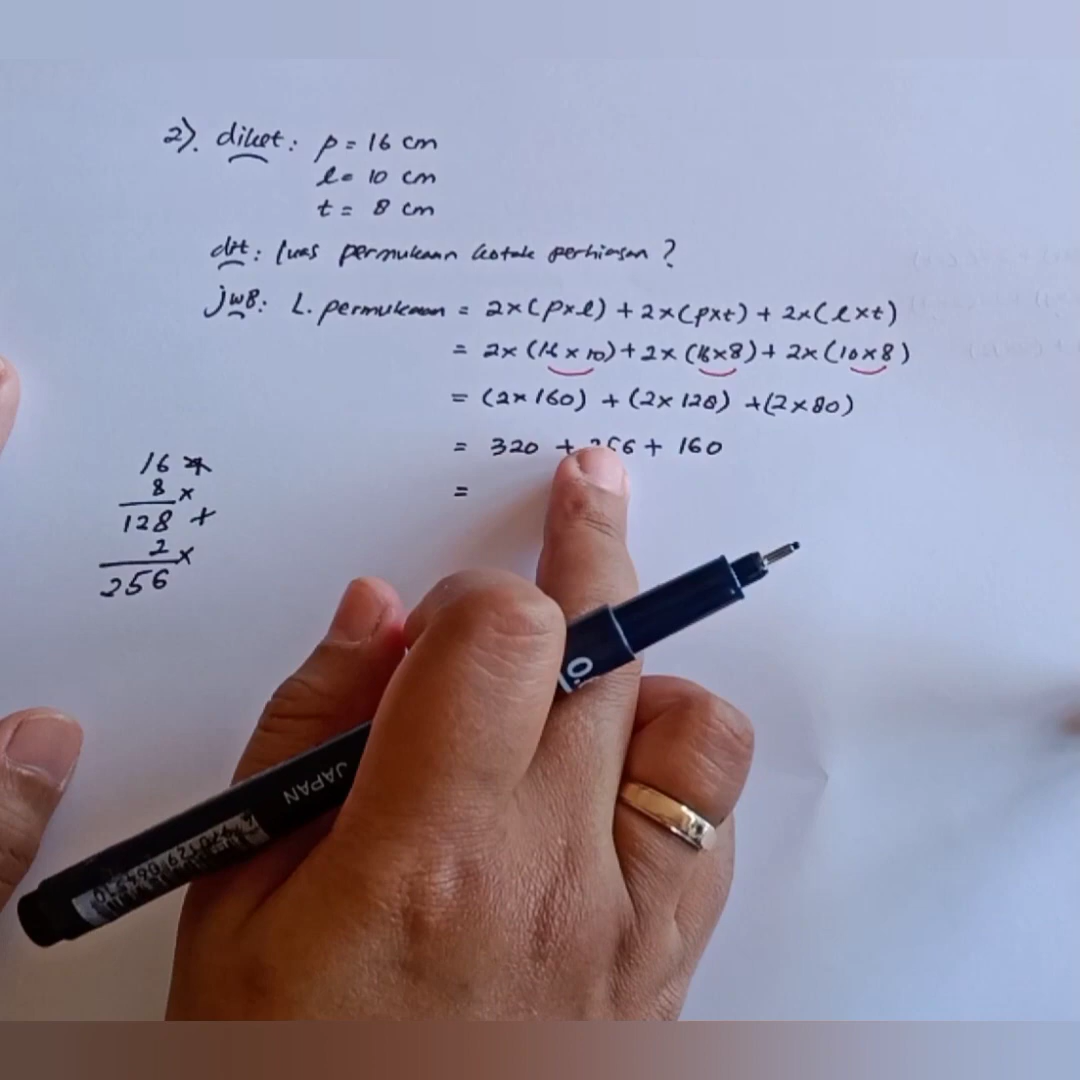 2). diket : p = 16 cm
l = 10 cm
t = 8 cm
dit : luas permukaan kotak perhiasan ?
jwb : L. permukaan = 2×(p×l) + 2×(p×t) + 2×(l×t)
= 2× (16 × 10) + 2× (16×8) + 2× (10×8)
= (2×160) + (2×128) + (2×80)
= 320 + 256 + 160
=
16
8 ×
128 +
2 ×
256
JAPAN